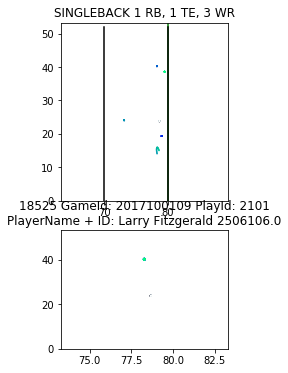 SINGLEBACK 1 RB, 1 TE, 3 WR
50
40
30
20
10
0
70 80
18525 GameId: 2017100109 PlayId: 2101
PlayerName + ID: Larry Fitzgerald 2506106.0
40
20
0
75.0 77.5 80.0 82.5